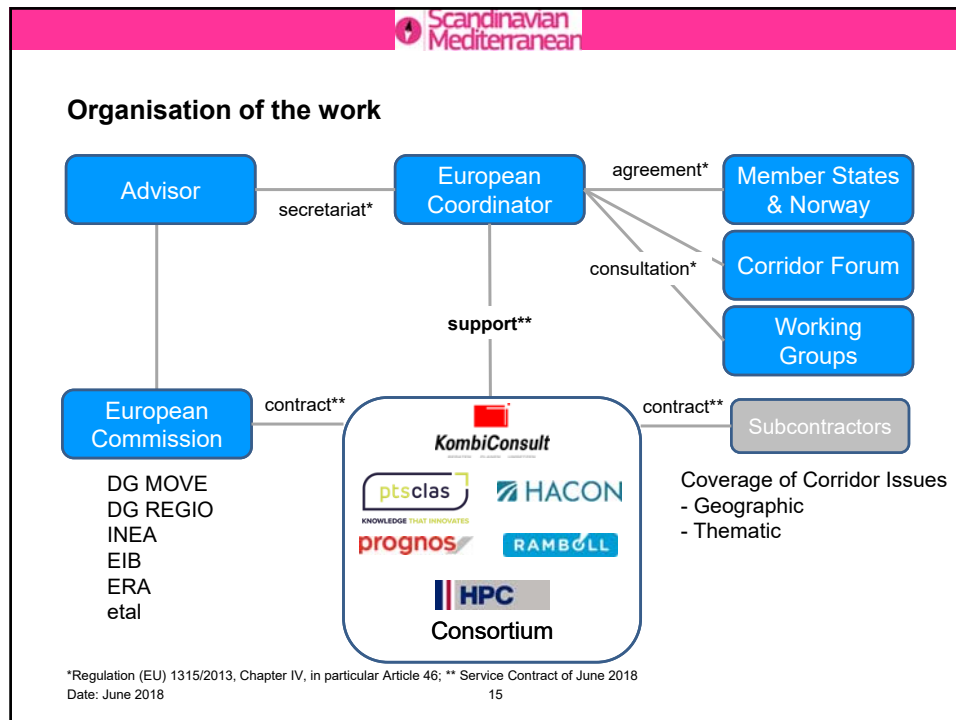 Scandinavian
Mediterranean
Organisation of the work
Advisor
secretariat*
European
Coordinator
agreement*
Member States
& Norway
consultation*
Corridor Forum
Working
Groups
support**
European
Commission
contract**
contract**
Subcontractors
KombiConsult
ptsclas
KNOWLEDGE THAT INNOVATES
HACON
prognos
RAMBOLL
HPC
Consortium
DG MOVE
DG REGIO
INEA
EIB
ERA
etal
Coverage of Corridor Issues
- Geographic
- Thematic
*Regulation (EU) 1315/2013, Chapter IV, in particular Article 46; ** Service Contract of June 2018
Date: June 2018
15